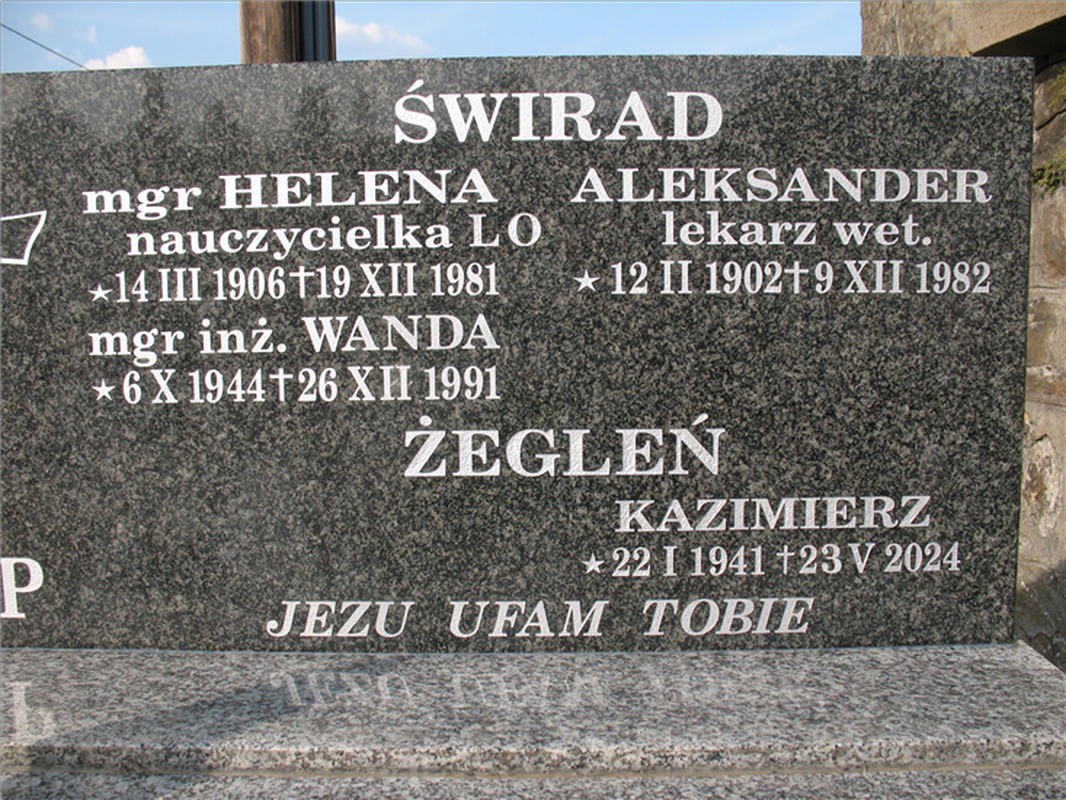 ŚWIRAD
mgr HELENA
nauczycielka LO
★14 III 1906†19 XII 1981
ALEKSANDER
lekarz wet.
★ 12 II 1902† 9 XII 1982
mgr inż. WANDA
★ 6 X 1944†26 XII 1991
ŻEGLEŃ
KAZIMIERZ
★22 I 1941 †23 V 2024
P
JEZU UFAM TOBIE